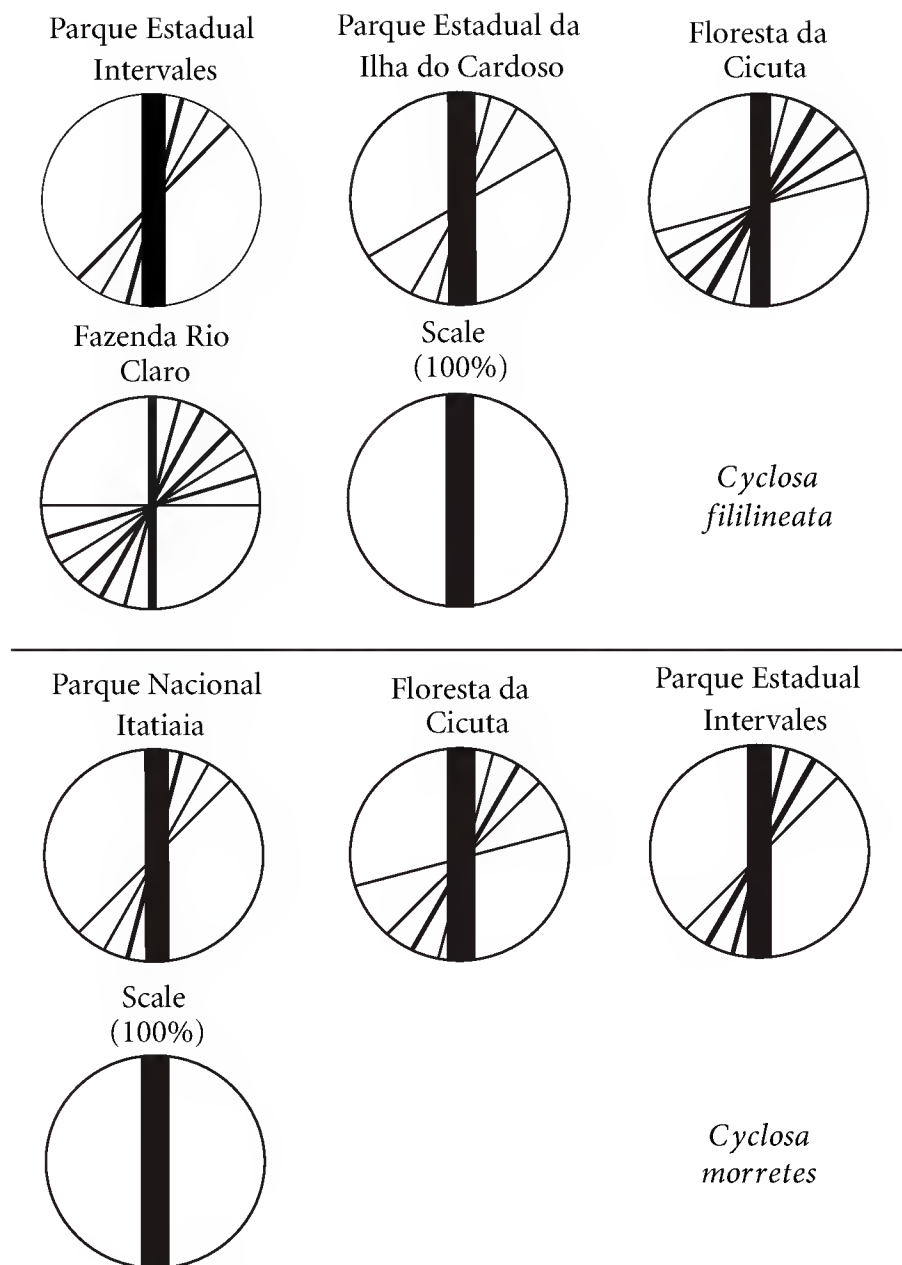 Parque Estadual
Intervales
Parque Estadual da
Ilha do Cardoso
Floresta da
Cicuta
Fazenda Rio
Claro
Scale
(100%)
Cyclosa
fililineata
Parque Nacional
Itatiaia
Floresta da
Cicuta
Parque Estadual
Intervales
Scale
(100%)
Cyclosa
morretes